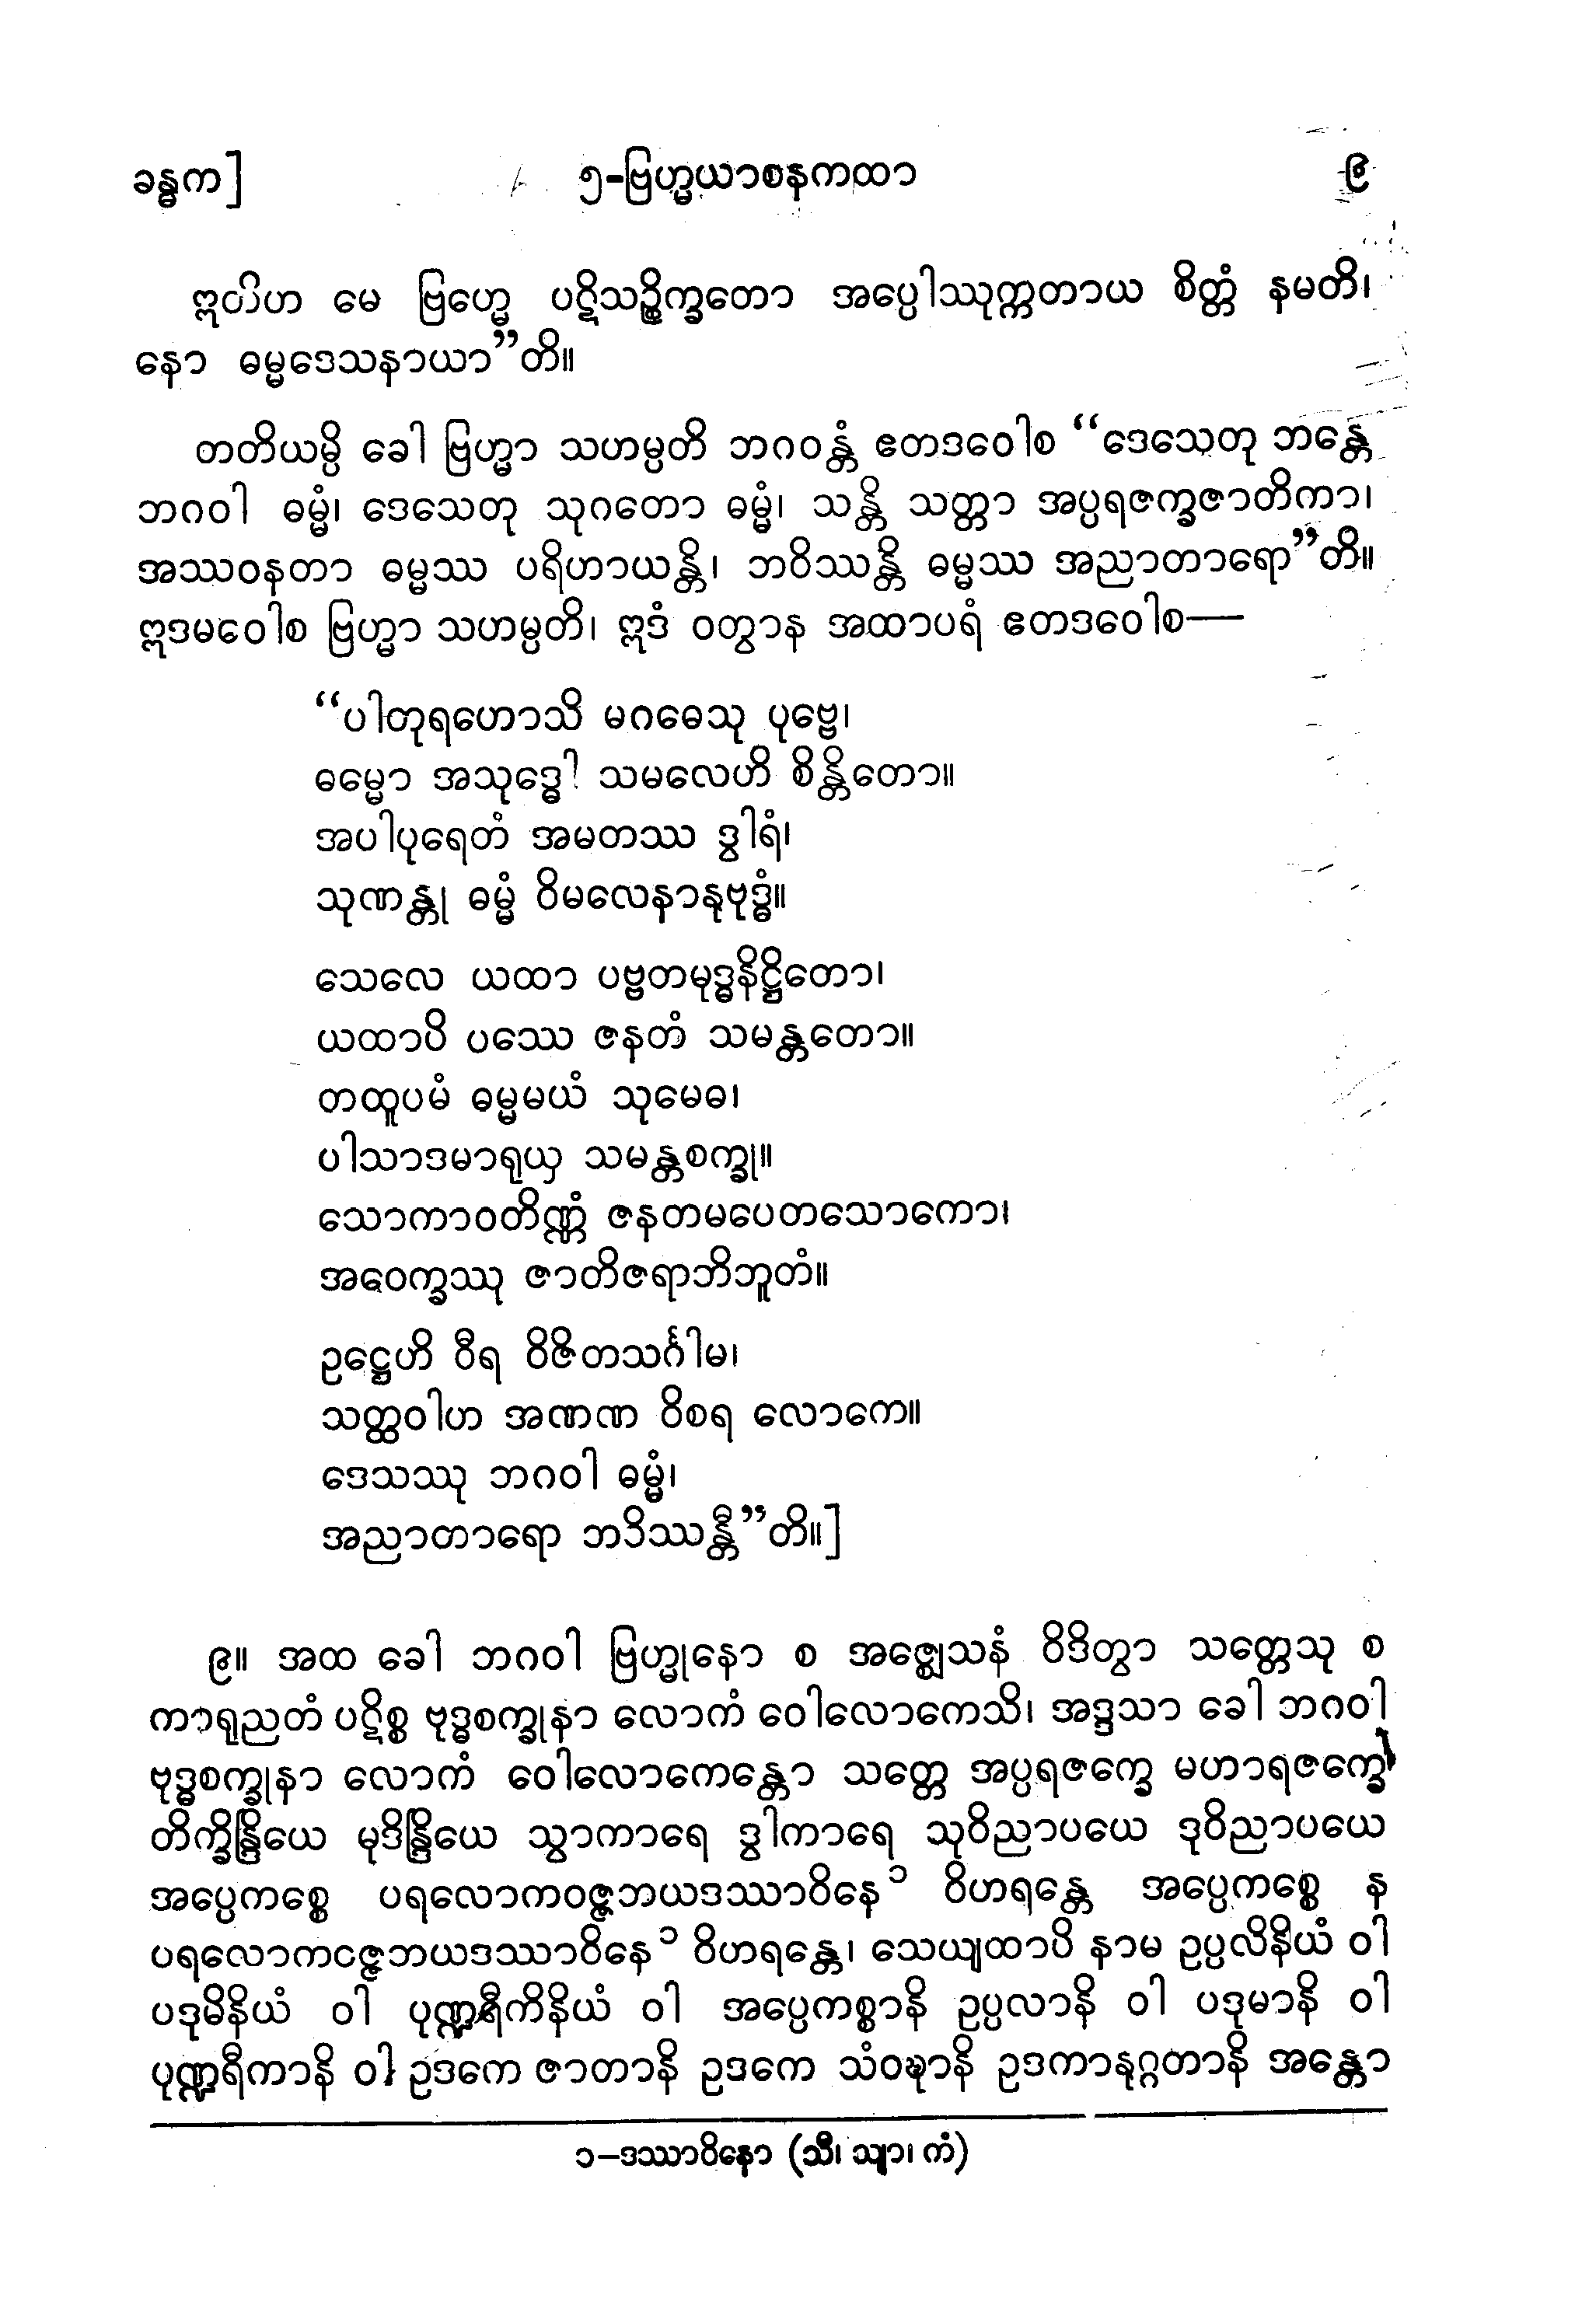 ခန္ဓက] ၅-ဗြဟ္မယာစနကထာ ၉
ဣတိဟ မေ ဗြဟ္မေ ပဋိသဉ္စိက္ခတော အပ္ပေါဿုက္ကတာယ စိတ္တံ နမတိ၊
နော ဓမ္မဒေသနာယာ”တိ။
တတိယမ္ပိ ခေါ ဗြဟ္မာ သဟမ္ပတိ ဘဂဝန္တံ ဧတဒဝေါစ “ဒေသေတု ဘန္တေ
ဘဂဝါ ဓမ္မံ၊ ဒေသေတု သုဂတော ဓမ္မံ၊ သန္တိ သတ္တာ အပ္ပရဇက္ခဇာတိကာ၊
အဿဝနတာ ဓမ္မဿ ပရိဟာယန္တိ၊ ဘဝိဿန္တိ ဓမ္မဿ အညာတာရော”တိ။
ဣဒမဝေါစ ဗြဟ္မာ သဟမ္ပတိ၊ ဣဒံ ဝတွာန အထာပရံ ဧတဒဝေါစ—
“ပါတုရဟောသိ မဂဓေသု ပုဗ္ဗေ၊
ဓမ္မော အသုဒ္ဓေါ သမလေဟိ စိန္တိတော။
အပါပုရေတံ အမတဿ ဒွါရံ၊
သုဏန္တု ဓမ္မံ ဝိမလေနာနုဗုဒ္ဓံ။
သေလေ ယထာ ပဗ္ဗတမုဒ္ဓနိဋ္ဌိတော၊
ယထာပိ ပဿေ ဇနတံ သမန္တတော။
တထူပမံ ဓမ္မမယံ သုမေဓ၊
ပါသာဒမာရုယှ သမန္တစက္ခု။
သောကာဝတိဏ္ဏံ ဇနတမပေတသောကော၊
အဝေက္ခဿု ဇာတိဇရာဘိဘူတံ။
ဥဋ္ဌေဟိ ဝီရ ဝိဇိတသင်္ဂါမ၊
သတ္ထဝါဟ အဏဏ ဝိစရ လောကေ။
ဒေသဿု ဘဂဝါ ဓမ္မံ၊
အညာတာရော ဘဝိဿန္တီ”တိ။]
၉။ အထ ခေါ ဘဂဝါ ဗြဟ္မုနော စ အဇ္ဈေသနံ ဝိဒိတွာ သတ္တေသု စ
ကာရုညတံ ပဋိစ္စ ဗုဒ္ဓစက္ခုနာ လောကံ ဝေါလောကေသိ၊ အဒ္ဒသာ ခေါ ဘဂဝါ
ဗုဒ္ဓစက္ခုနာ လောကံ ဝေါလောကေန္တော သတ္တေ အပ္ပရဇက္ခေ မဟာရဇက္ခေ
တိက္ခိန္ဒြိယေ မုဒိန္ဒြိယေ သွာကာရေ ဒွါကာရေ သုဝိညာပယေ ဒုဝိညာပယေ
အပ္ပေကစ္စေ ပရလောကဝဇ္ဇဘယဒဿာဝိနေ ၁ ဝိဟရန္တေ အပ္ပေကစ္စေ န
ပရလောကဝဇ္ဇဘယဒဿာဝိနေ ၁ ဝိဟရန္တေ၊ သေယျထာပိ နာမ ဥပ္ပလိနိယံ ဝါ
ပဒုမိနိယံ ဝါ ပုဏ္ဍရီကိနိယံ ဝါ အပ္ပေကစ္စာနိ ဥပ္ပလာနိ ဝါ ပဒုမာနိ ဝါ
ပုဏ္ဍရီကာနိ ဝါ ဥဒကေ ဇာတာနိ ဥဒကေ သံဝဍ္ဎာနိ ဥဒကာနုဂ္ဂတာနိ အန္တော
၁–ဒဿာဝိနော (သီ၊ သျာ၊ ကံ)